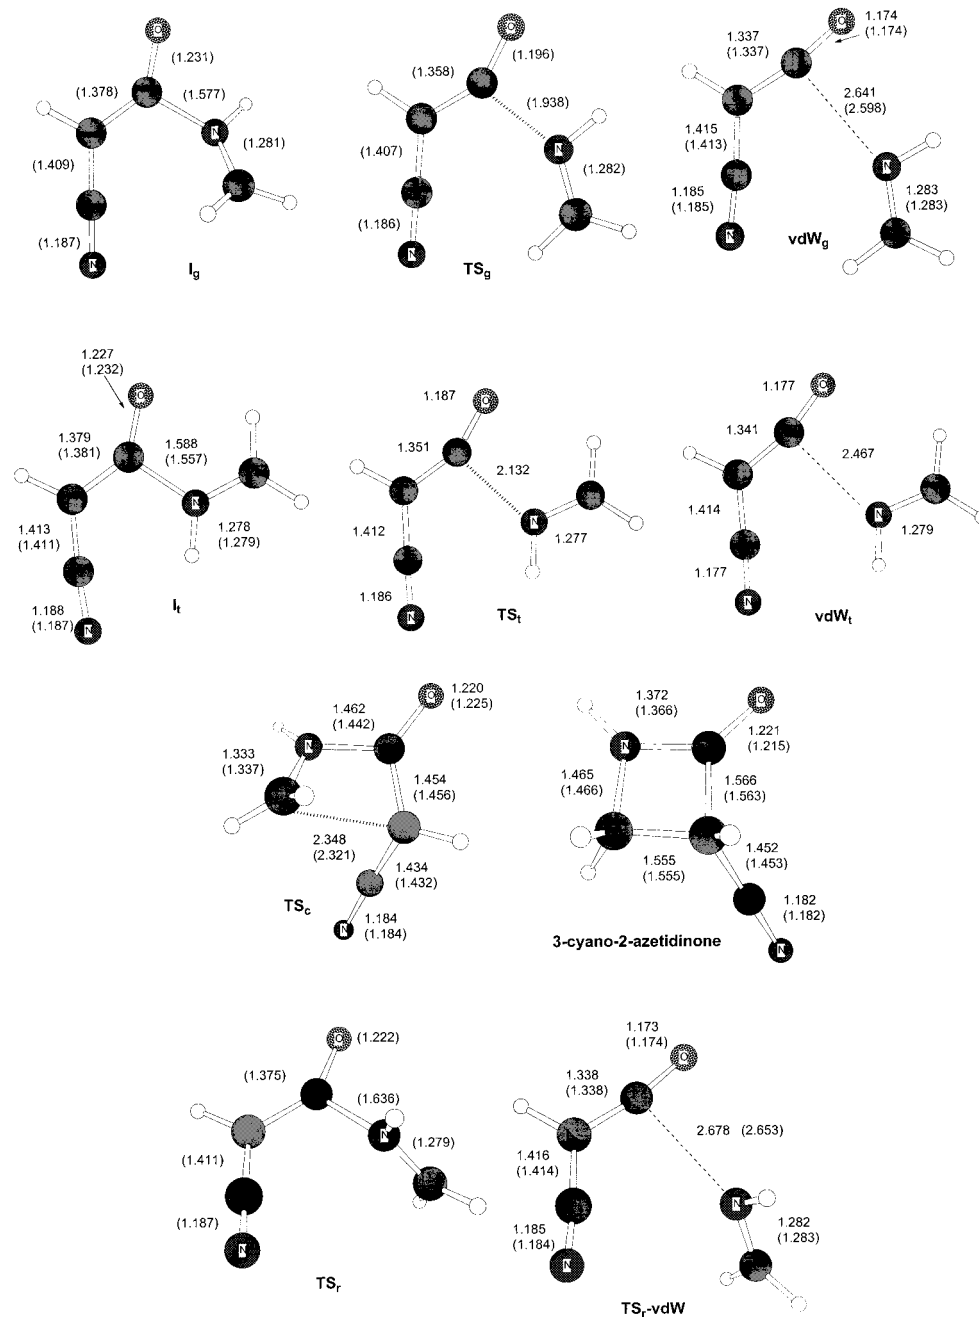 O
(1.231)
(1.378)
(1.577)
N
(1.281)
(1.409)
(1.187)
N
I_g
O
(1.358)
(1.196)
(1.938)
N
(1.407)
(1.282)
(1.186)
N
TS_g
O
1.174
(1.174)
1.337
(1.337)
2.641
(2.598)
1.415
(1.413)
N
1.185
(1.185)
1.283
(1.283)
N
vdW_g
1.227
(1.232)
O
1.379
(1.381)
1.588
(1.557)
N
1.413
(1.411)
1.278
(1.279)
1.188
(1.187)
N
I_t
1.187
O
1.351
2.132
N
1.412
1.277
1.186
N
TS_t
1.177
O
1.341
2.467
1.414
N
1.279
1.177
N
vdW_t
1.462
(1.442)
O
1.220
(1.225)
N
1.333
(1.337)
1.454
(1.456)
2.348
(2.321)
1.434
(1.432)
TS_c
N
1.184
(1.184)
1.372
(1.366)
O
N
1.221
(1.215)
1.465
(1.466)
1.566
(1.563)
1.555
(1.555)
1.452
(1.453)
1.182
(1.182)
N
3-cyano-2-azetidinone
O
(1.222)
(1.375)
(1.636)
N
(1.279)
(1.411)
(1.187)
N
TS_r
1.173
(1.174)
O
1.338
(1.338)
2.678 (2.653)
1.416
(1.414)
N
1.185
(1.184)
1.282
(1.283)
N
TS_r-vdW